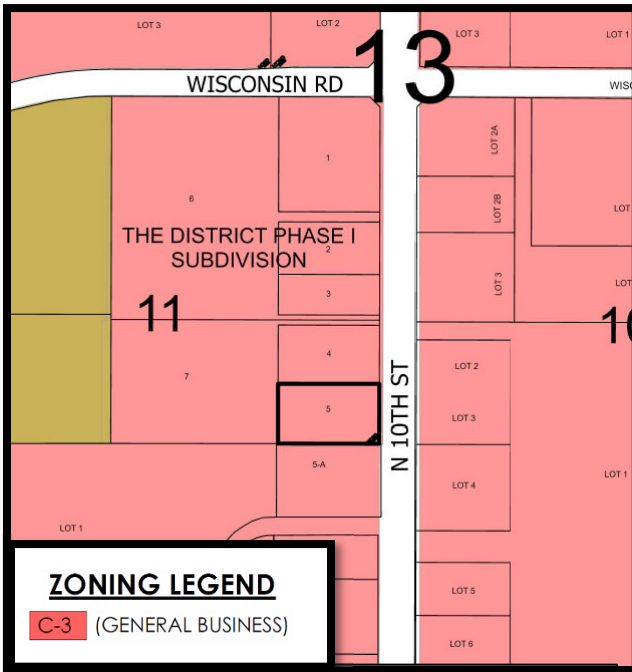 LOT 3
LOT 2
LOT 3
LOT 1
13
WISCONSIN RD
WISC
1
LOT 2A
6
LOT 2B
LOT
THE DISTRICT PHASE I
SUBDIVISION
2
3
LOT 3
LOT
11
10
4
7
LOT 2
5
LOT 3
N 10TH ST
5-A
LOT 4
LOT 1
LOT 1
LOT 5
LOT 6
ZONING LEGEND
C-3 (GENERAL BUSINESS)